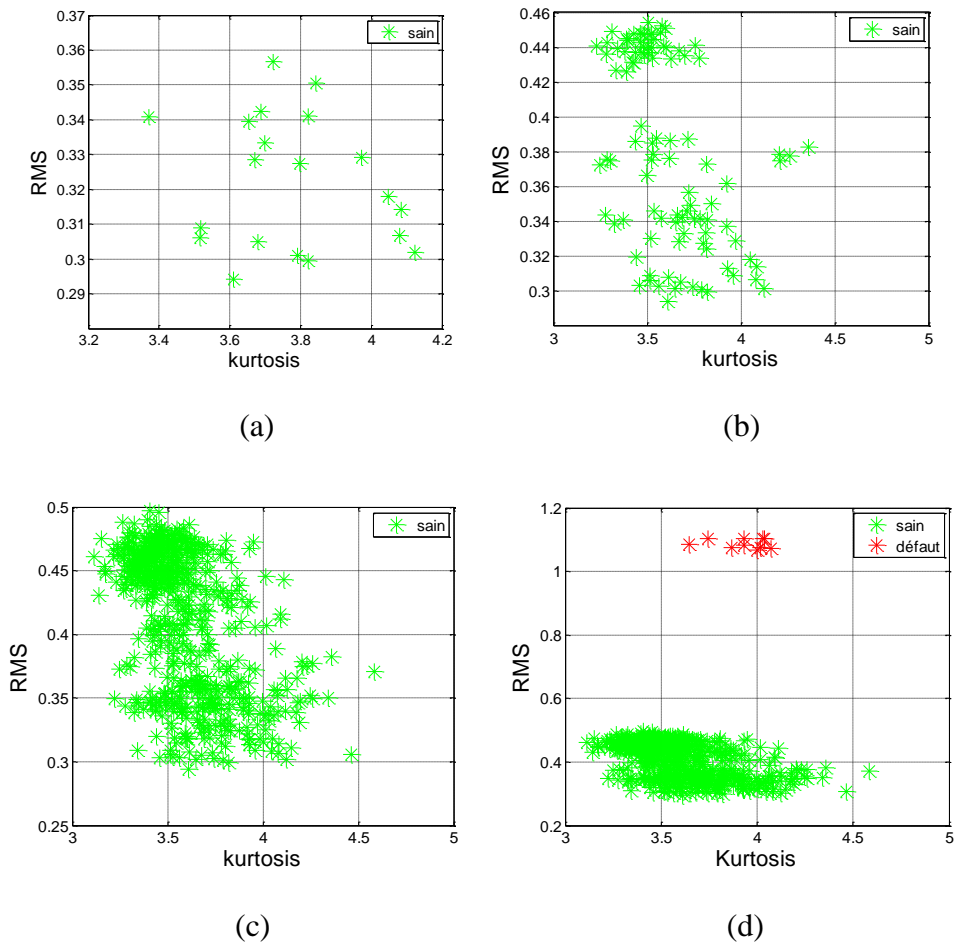 sain
0.37
0.36
0.35
0.34
0.33
0.32
0.31
0.3
0.29
3.2 3.4 3.6 3.8 4 4.2
RMS
kurtosis
(a)
sain
0.46
0.44
0.42
0.4
0.38
0.36
0.34
0.32
0.3
3 3.5 4 4.5 5
RMS
kurtosis
(b)
sain
0.5
0.45
0.4
0.35
0.3
0.25
3 3.5 4 4.5 5
RMS
kurtosis
(c)
sain
défaut
1.2
1
0.8
0.6
0.4
0.2
3 3.5 4 4.5 5
RMS
Kurtosis
(d)